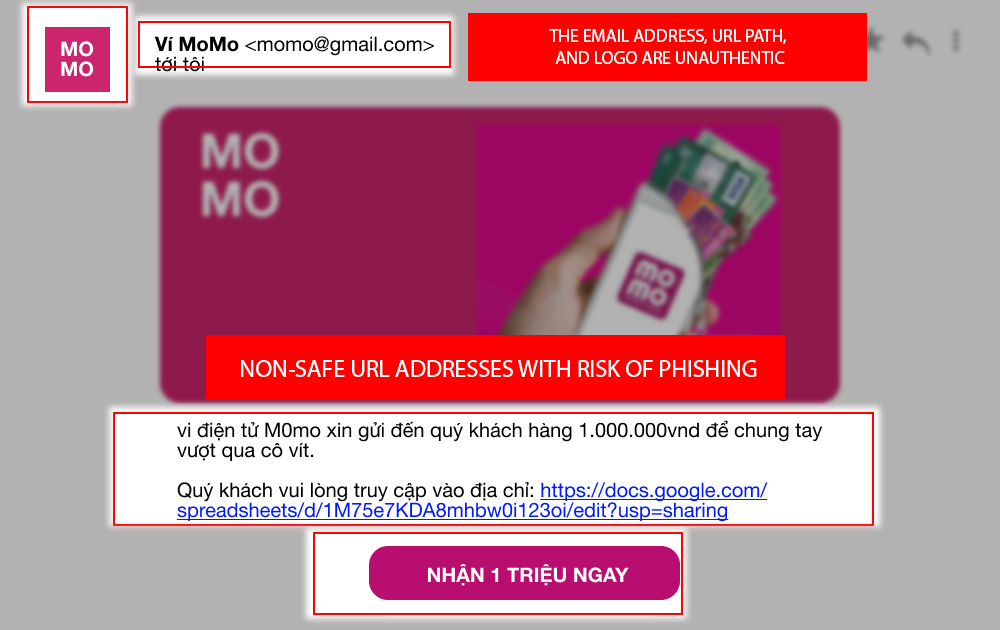 MO
MO
Ví MoMo <momo@gmail.com>
tới tôi
THE EMAIL ADDRESS, URL PATH,
AND LOGO ARE UNAUTHENTIC
MO
MO
VISA
mo
mo
NON-SAFE URL ADDRESSES WITH RISK OF PHISHING
vi điện tử M0mo xin gửi đến quý khách hàng 1.000.000vnd để chung tay
vượt qua cô vít.
Quý khách vui lòng truy cập vào địa chỉ: https://docs.google.com/
spreadsheets/d/1M75e7KDA8mhbw0i123oi/edit?usp=sharing
NHẬN 1 TRIỆU NGAY